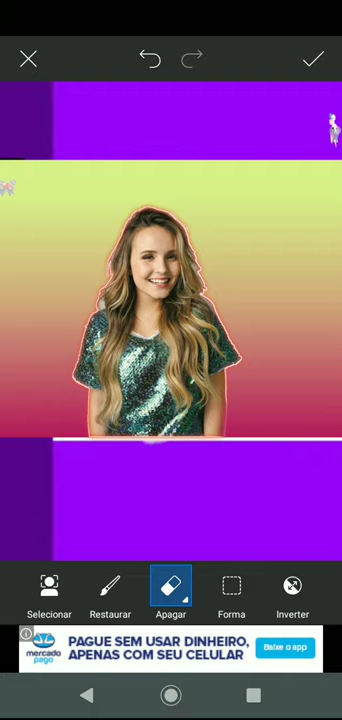 Selecionar Restaurar Apagar Forma Inverter
mercado
pago
PAGUE SEM USAR DINHEIRO,
APENAS COM SEU CELULAR
Baixe o app